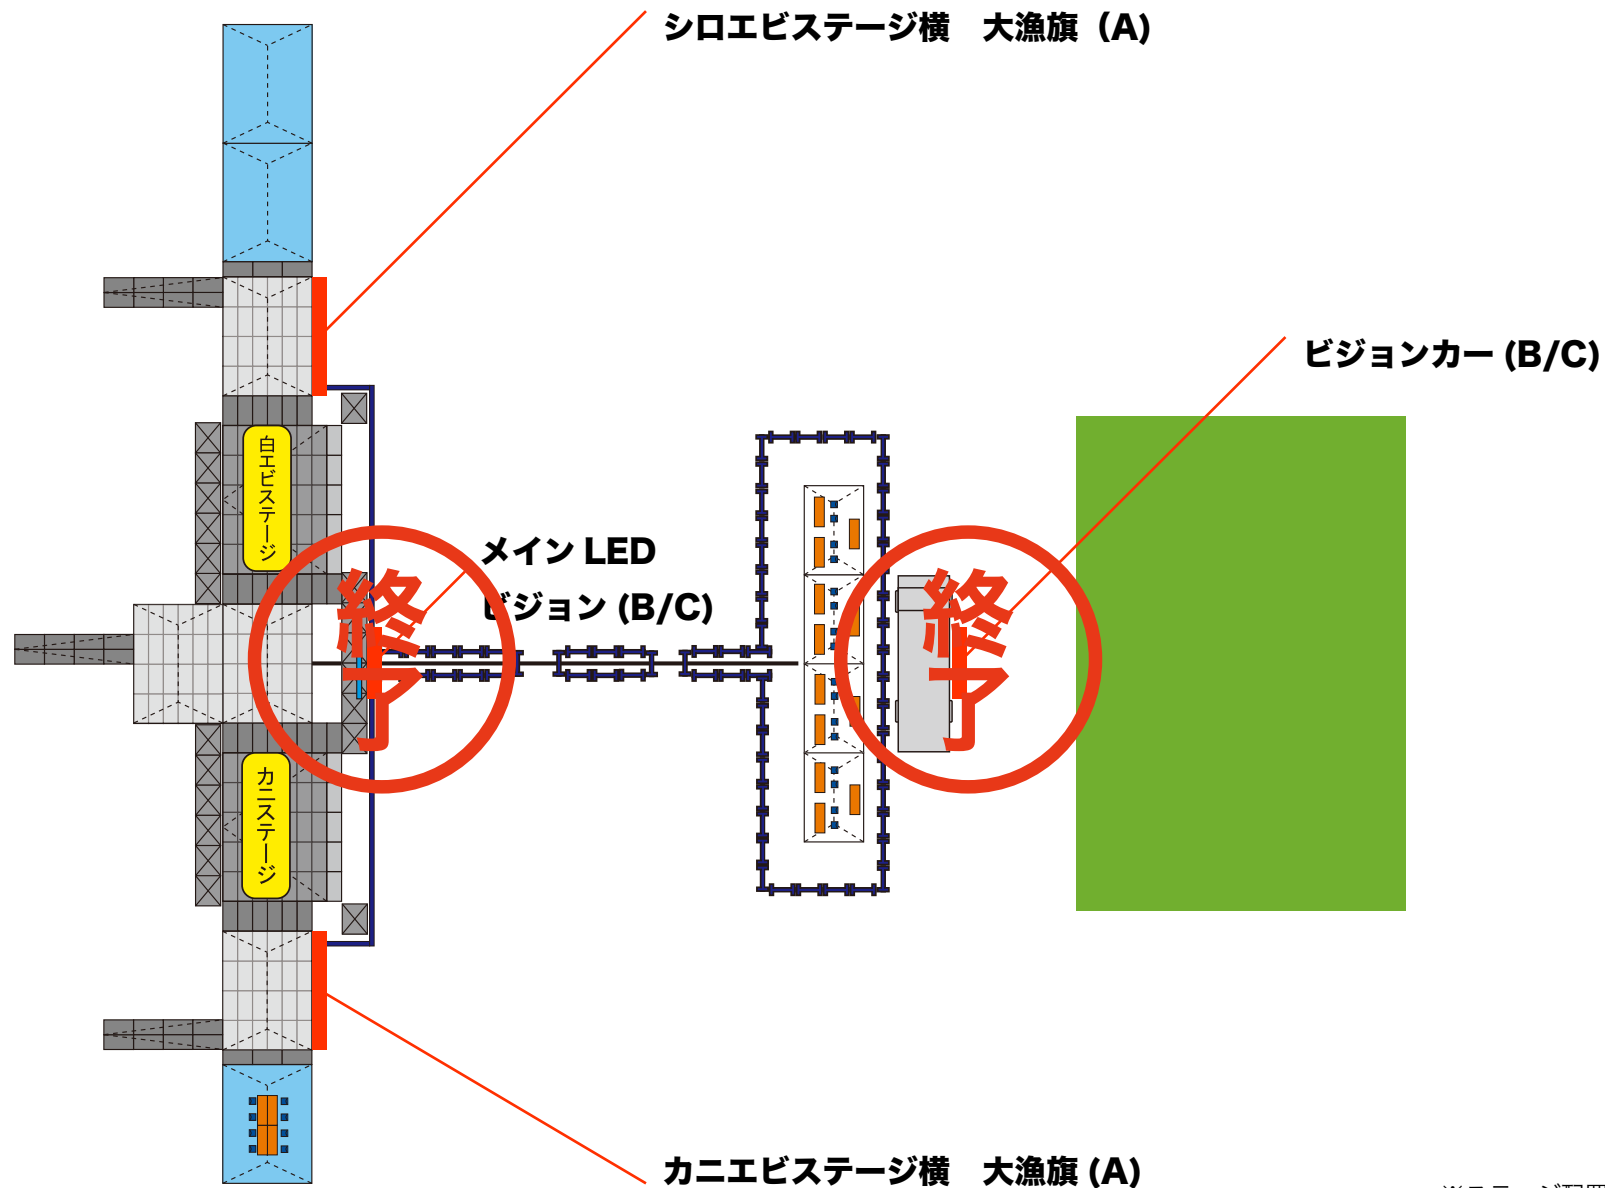 シロエビステージ横　大漁旗（A）
ビジョンカー (B/C)
白エビステージ
メイン LED
ビジョン (B/C)
終了
終了
カニステージ
カニエビステージ横　大漁旗 (A)